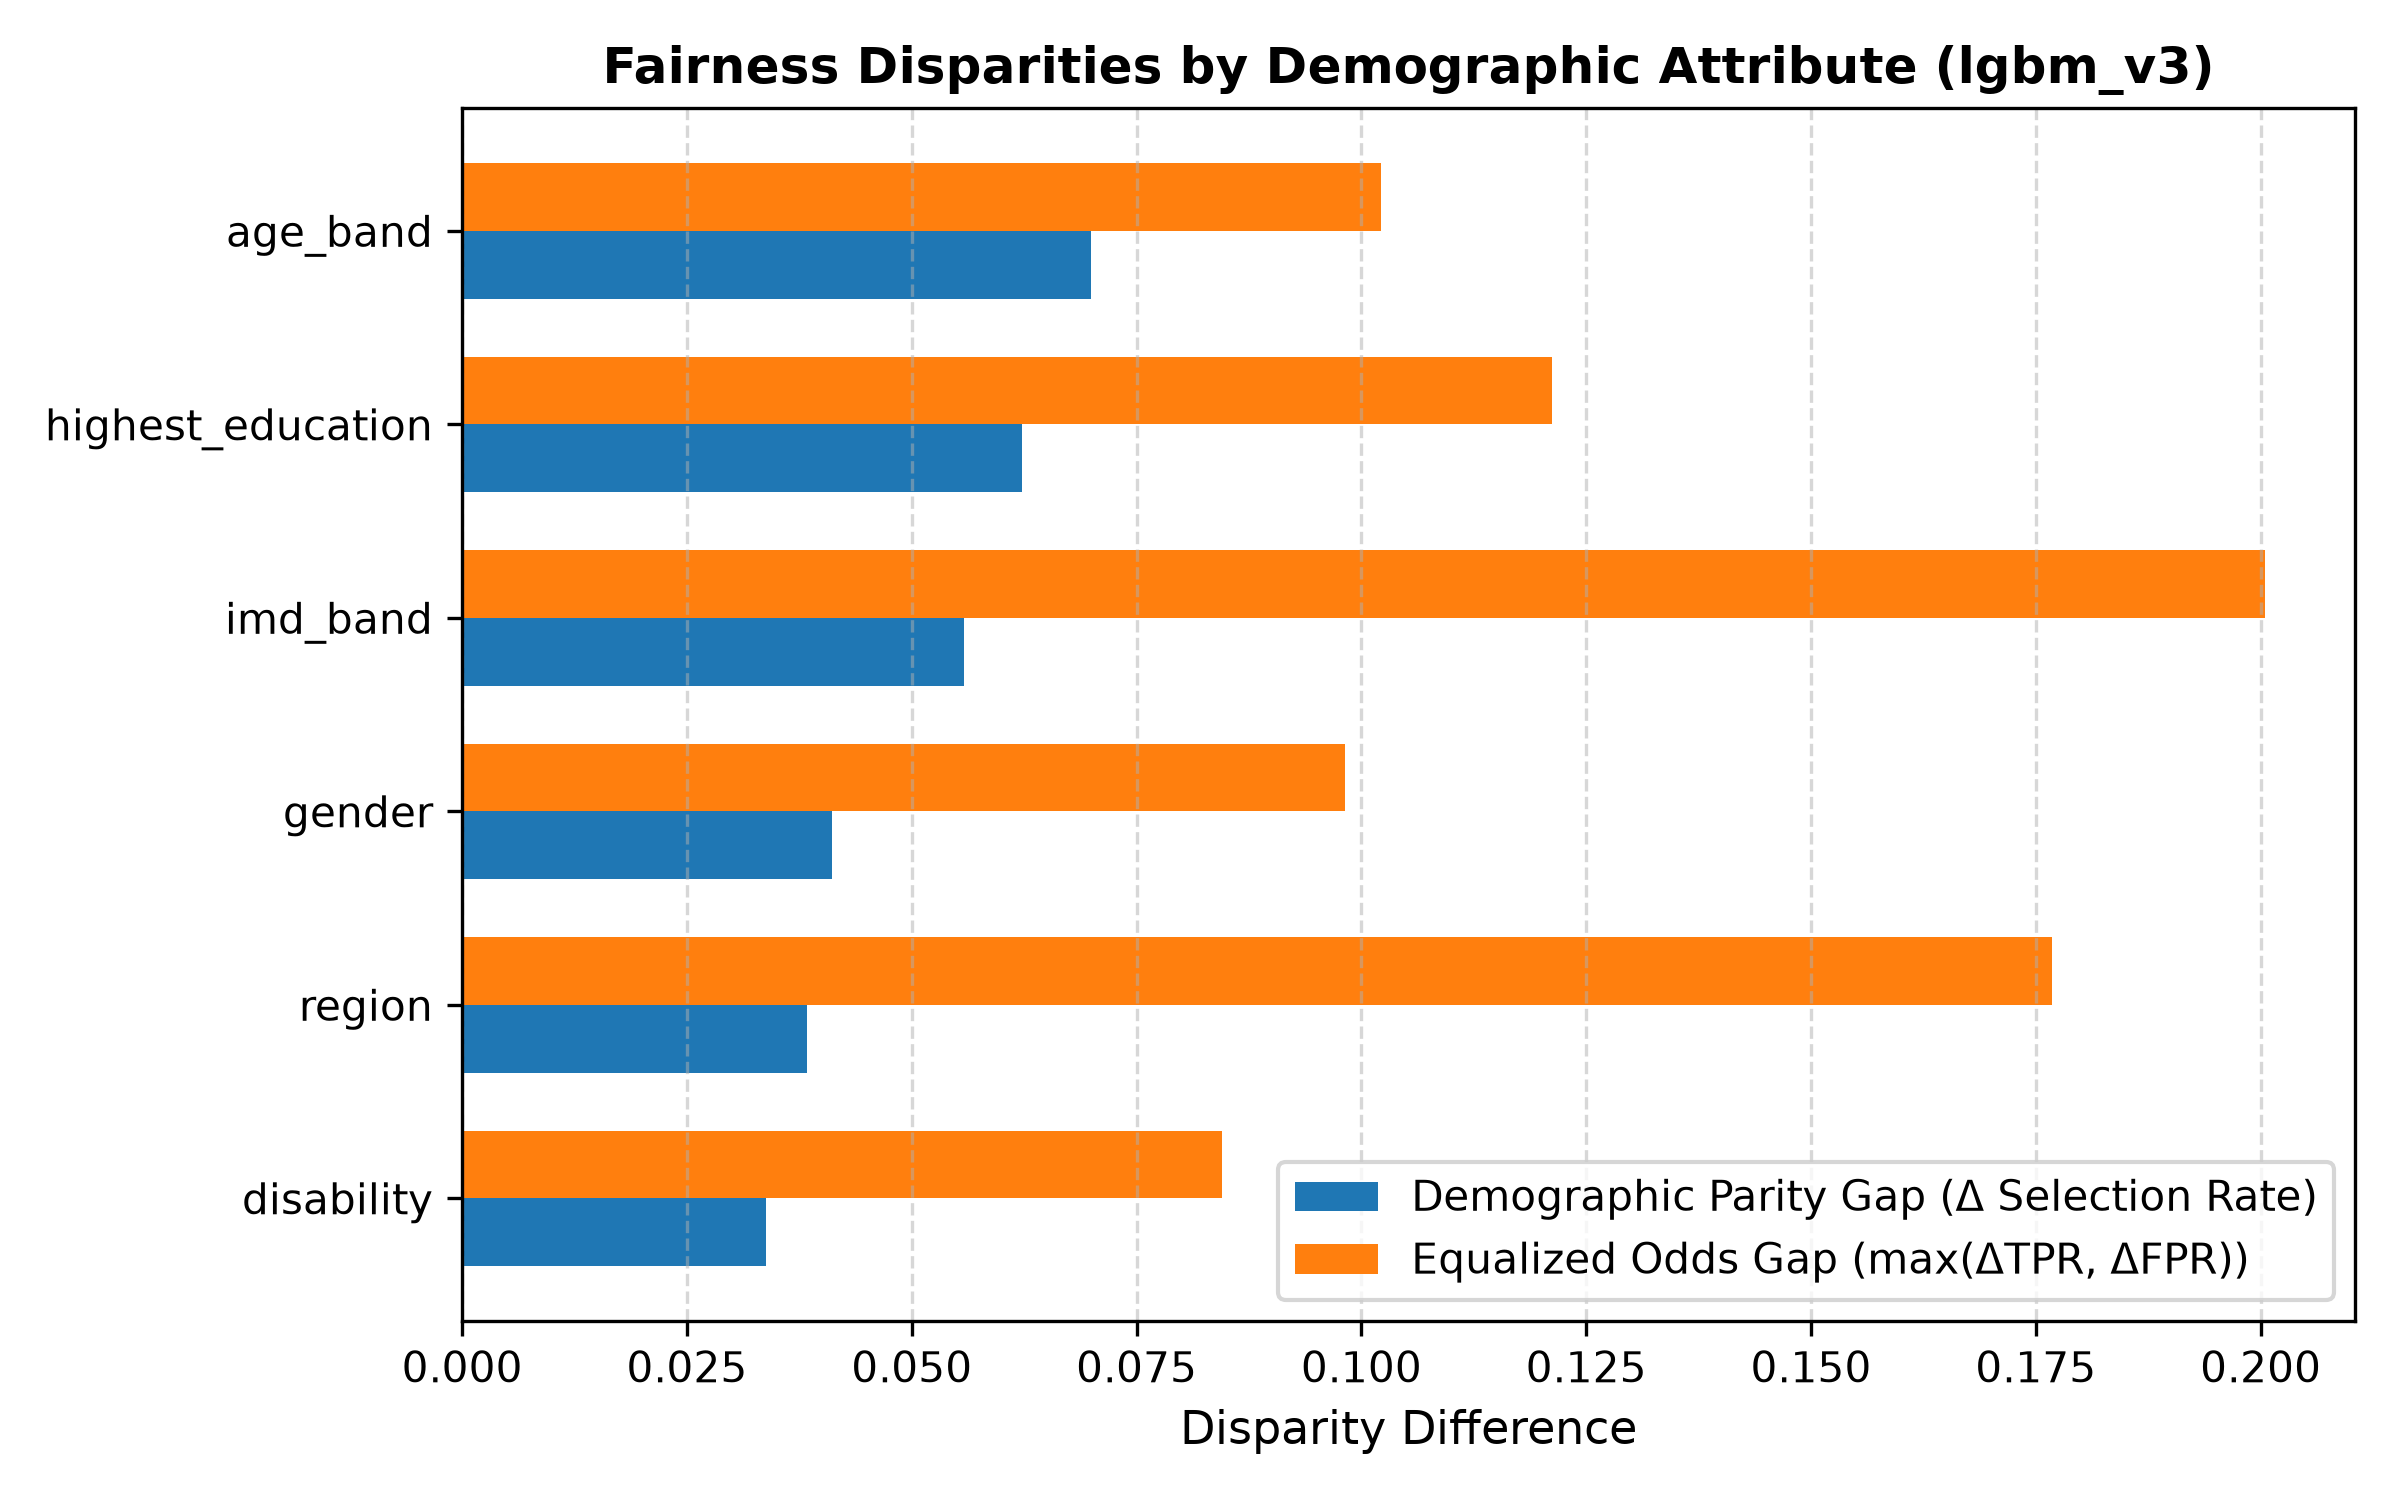 Fairness Disparities by Demographic Attribute (lgbm_v3)
age_band
highest_education
imd_band
gender
region
disability
Demographic Parity Gap (Δ Selection Rate)
Equalized Odds Gap (max(ΔTPR, ΔFPR))
0.000 0.025 0.050 0.075 0.100 0.125 0.150 0.175 0.200
Disparity Difference